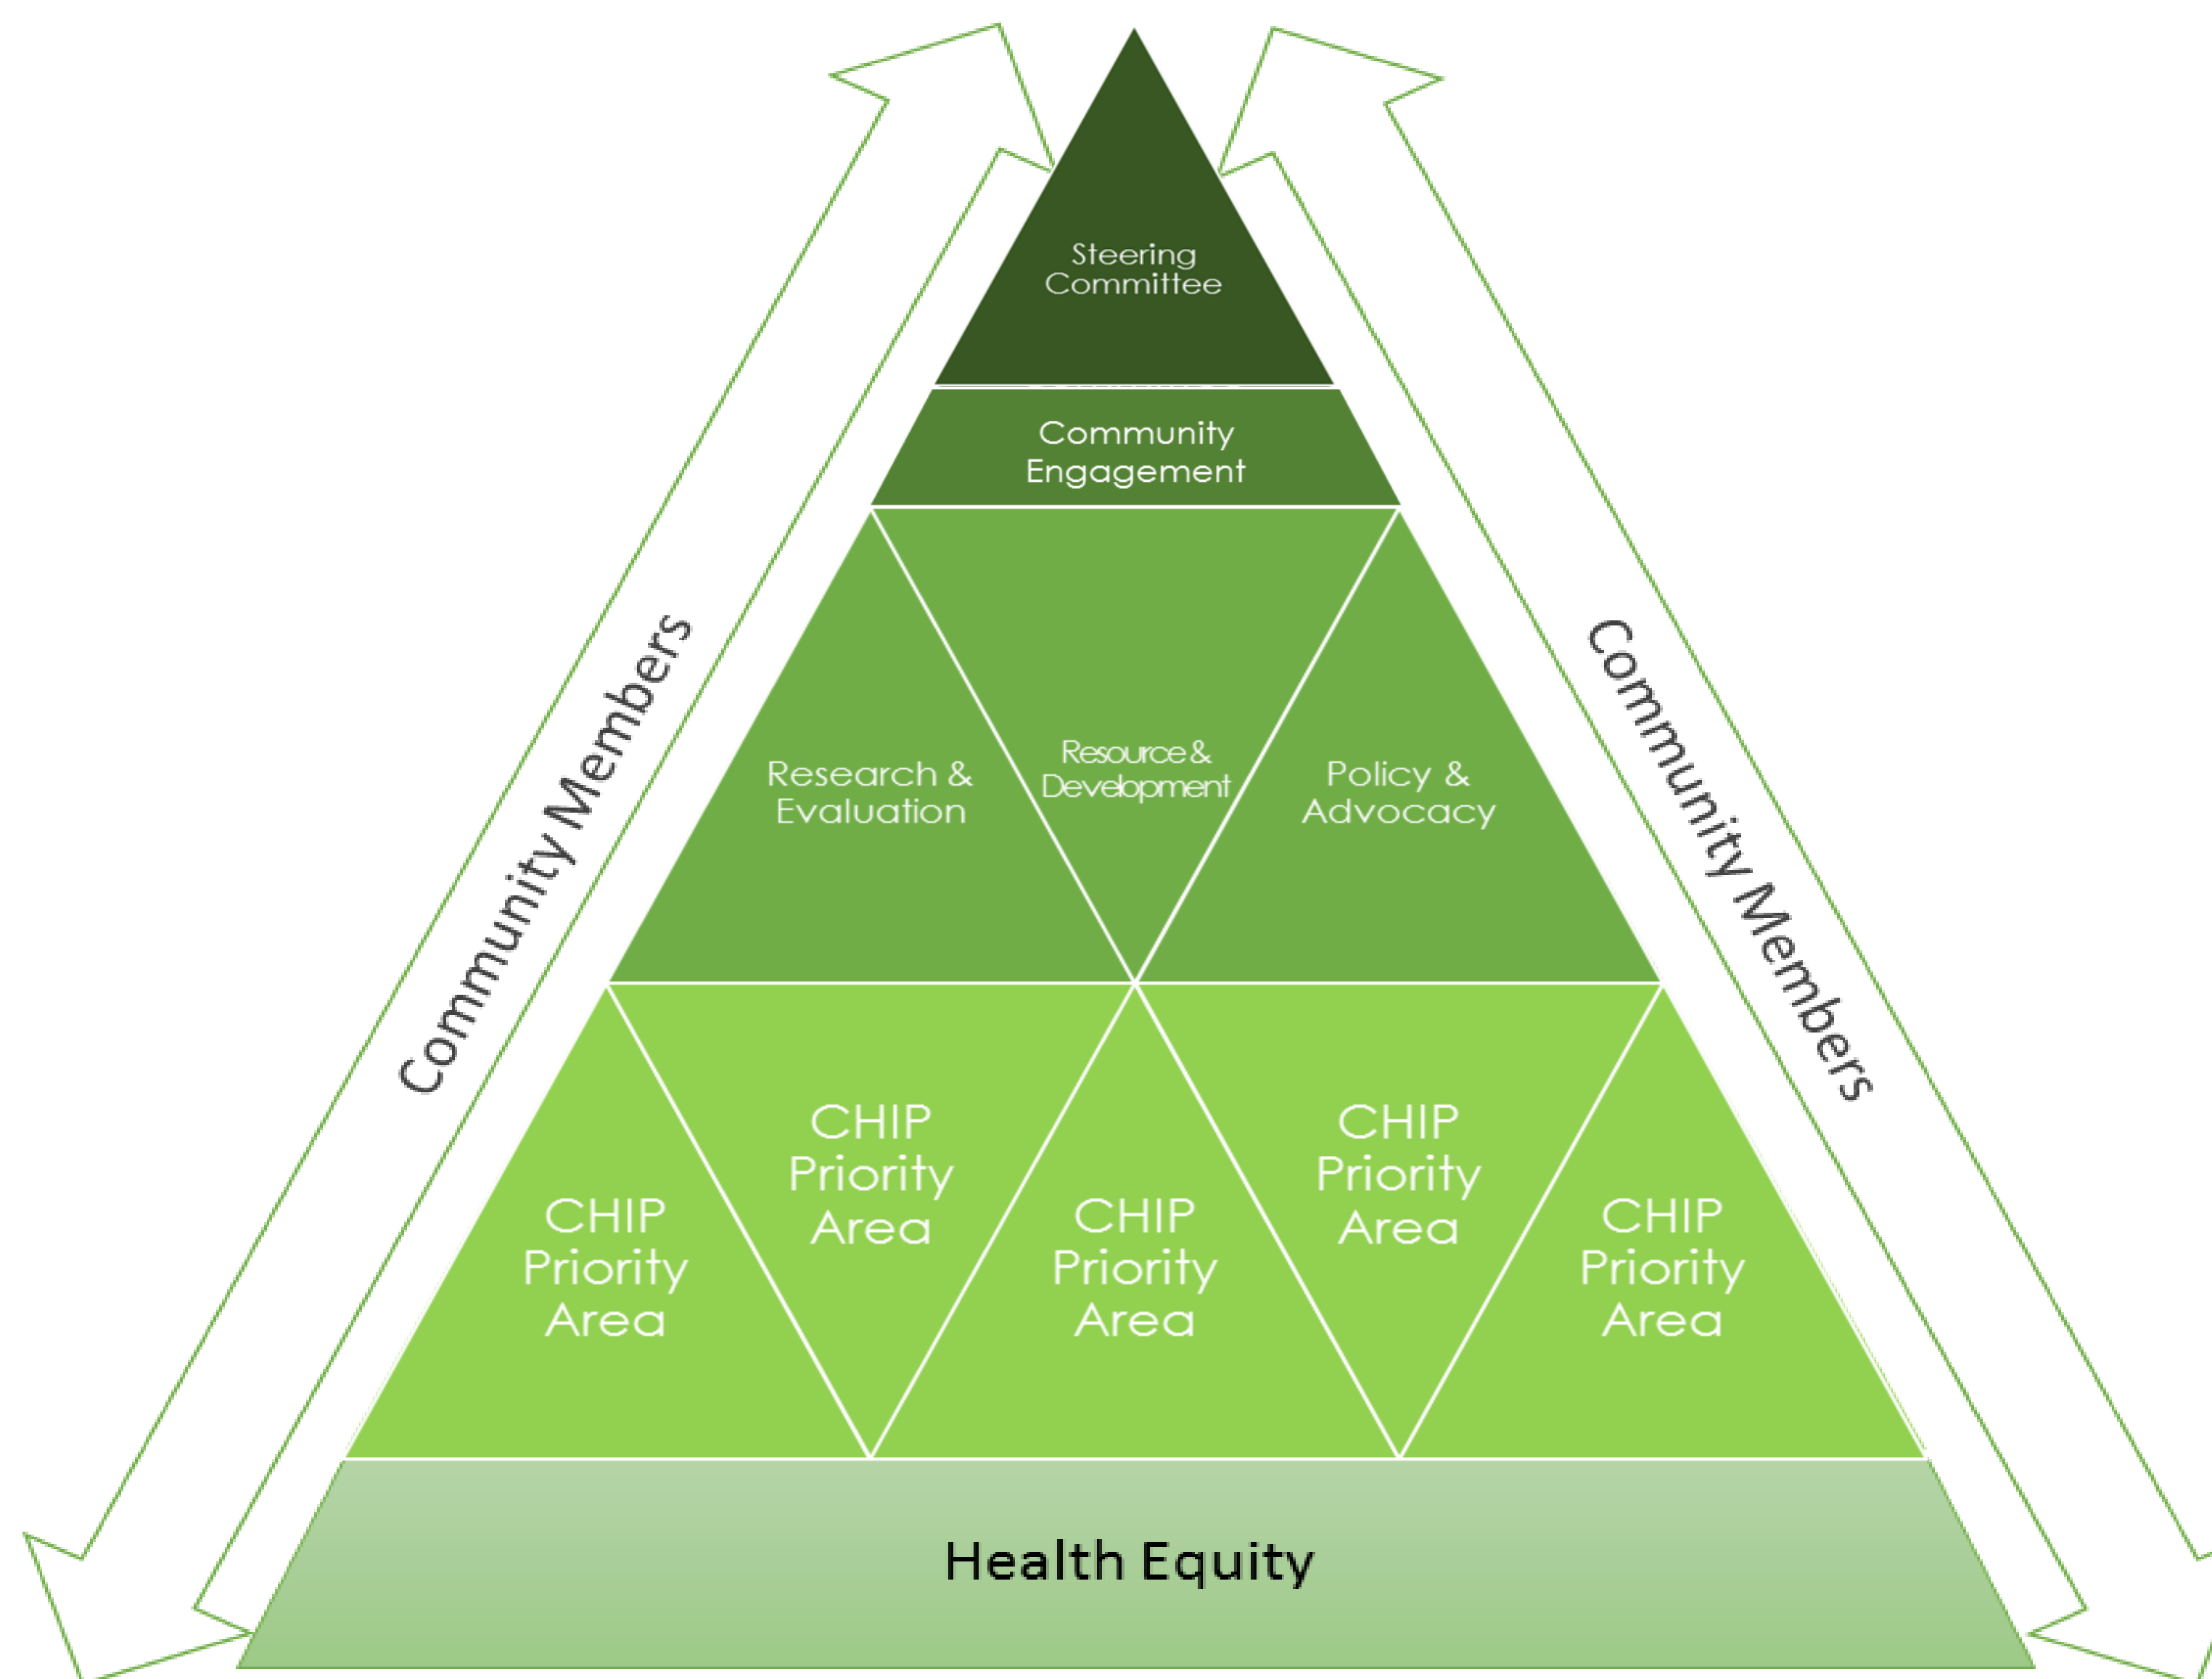 Steering
Committee
Community
Engagement
Community Members
Community Members
Research &
Evaluation
Resource &
Development
Policy &
Advocacy
CHIP
Priority
Area
CHIP
Priority
Area
CHIP
Priority
Area
CHIP
Priority
Area
CHIP
Priority
Area
Health Equity